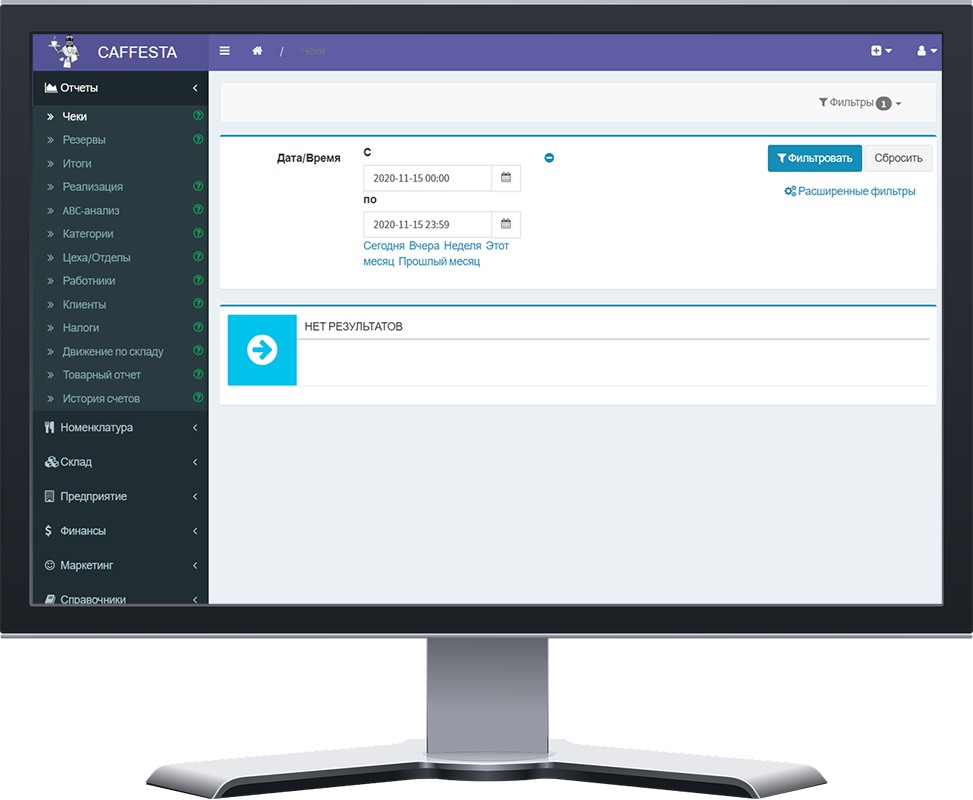 CAFFESTA
/ Чеки
Отчеты
Чеки
Резервы
Итоги
Реализация
ABC-анализ
Категории
Цеха/Отделы
Работники
Клиенты
Налоги
Движение по складу
Товарный отчет
История счетов
Номенклатура
Склад
Предприятие
Финансы
Маркетинг
Справочники
Фильтры 1
Дата/Время
С
2020-11-15 00:00
по
2020-11-15 23:59
Сегодня Вчера Неделя Этот
месяц Прошлый месяц
Фильтровать
Сбросить
Расширенные фильтры
НЕТ РЕЗУЛЬТАТОВ